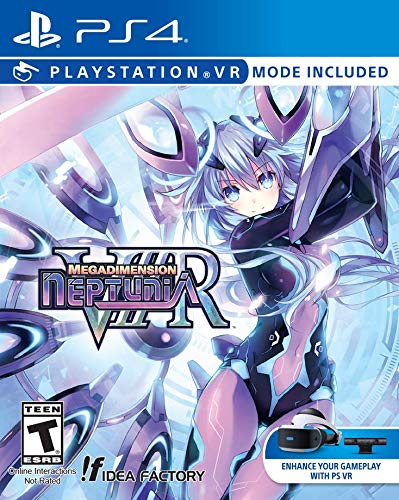 PS4
PLAYSTATION®VR MODE INCLUDED
MEGADIMENSION
NEPTUNIA
VIIR™
TEEN
T
ESRB
Online Interactions
Not Rated
!f IDEA FACTORY
ENHANCE YOUR GAMEPLAY
WITH PS VR